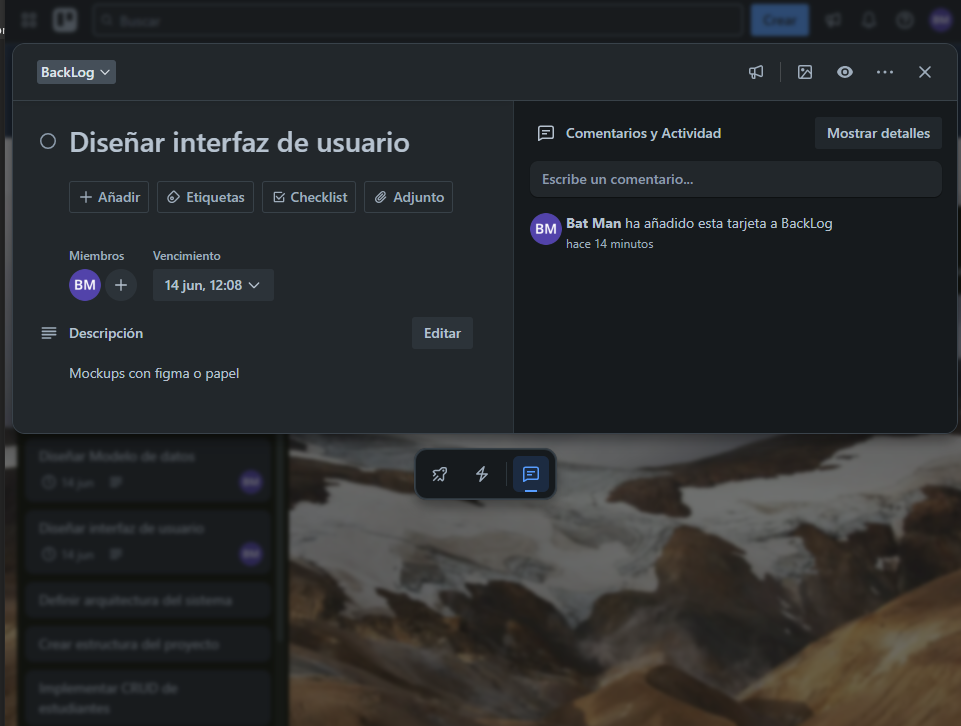 Buscar
Crear
BM
BackLog
Diseñar interfaz de usuario
Añadir
Etiquetas
Checklist
Adjunto
Miembros
Vencimiento
BM
14 jun, 12:08
Descripción
Editar
Mockups con figma o papel
Comentarios y Actividad
Mostrar detalles
Escribe un comentario...
BM
Bat Man ha añadido esta tarjeta a BackLog
hace 14 minutos
Diseñar Modelo de datos
14 jun
BM
Diseñar interfaz de usuario
14 jun
BM
Definir arquitectura del sistema
Crear estructura del proyecto
Implementar CRUD de
estudiantes